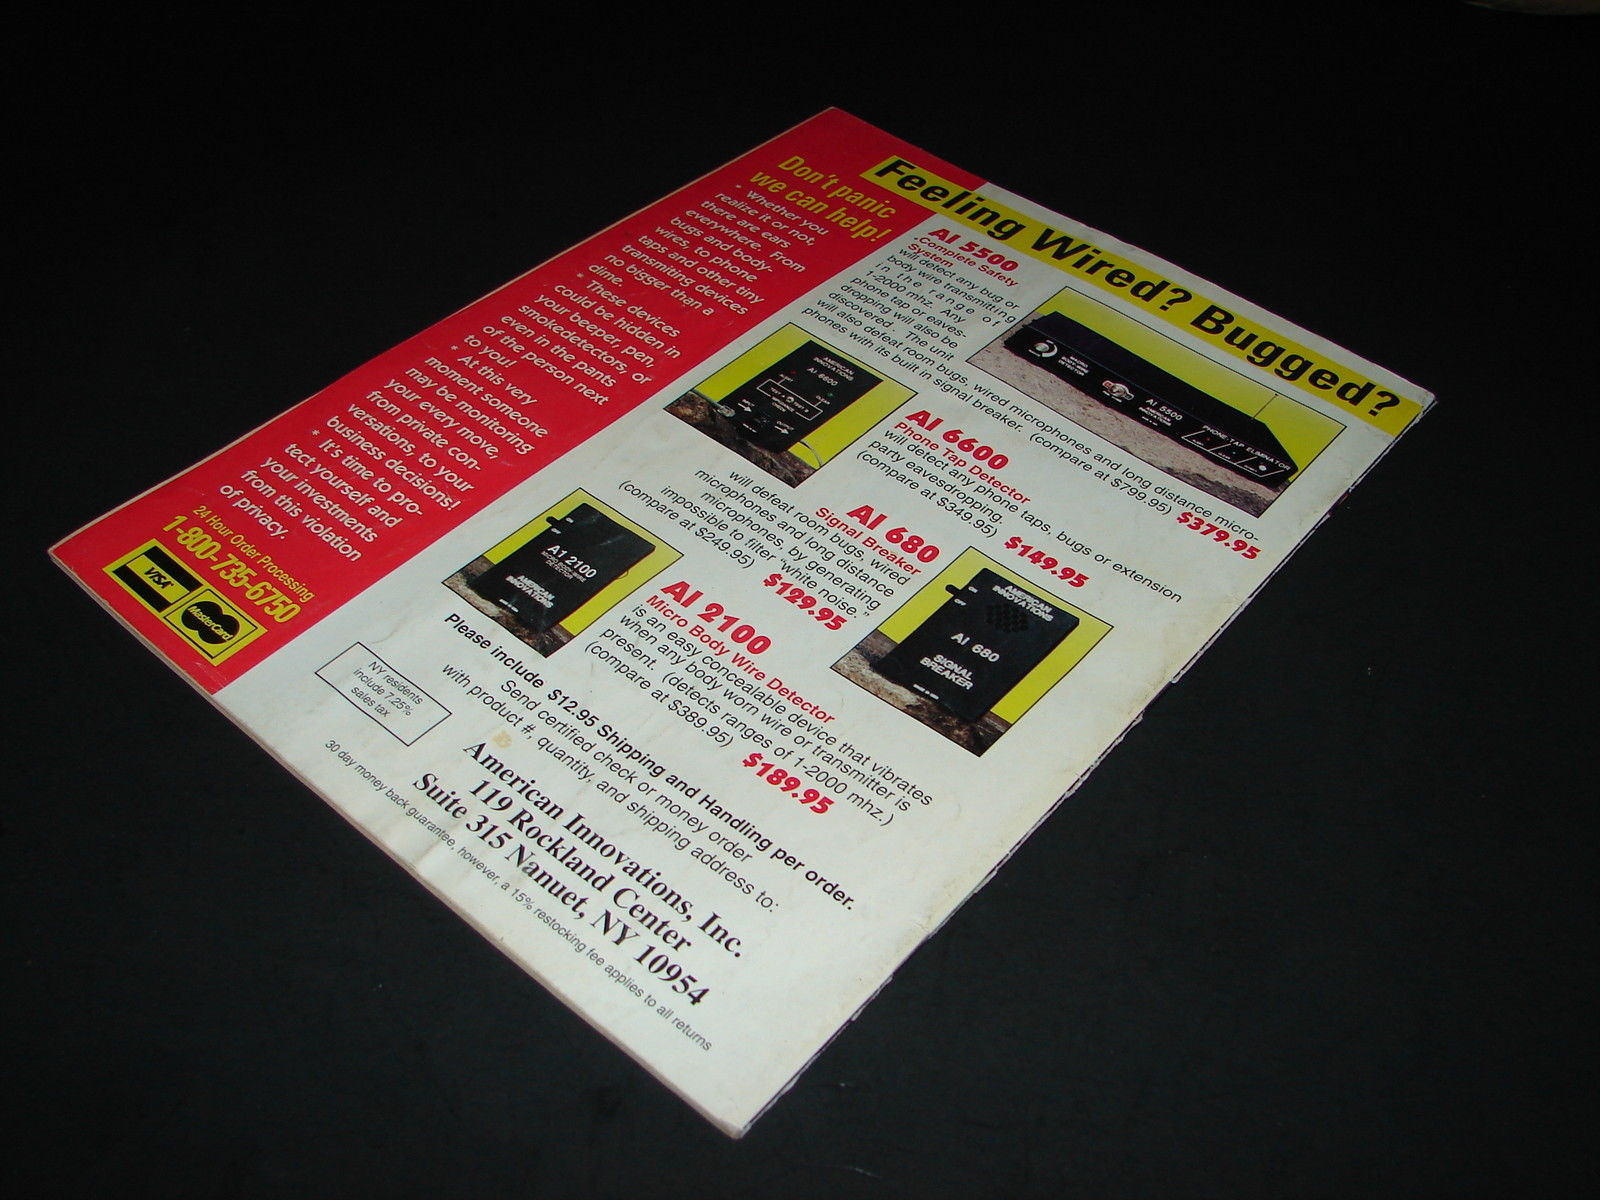 Feeling Wired? Bugged?
Don't panic
we can help!
* Whether you
realize it or not,
there are ears
everywhere. From
bugs and body-
wires, to phone
taps and other tiny
transmiting devices
no bigger than a
dime.
* These devices
could be hidden in
your beeper, pen,
smokedetectors, or
even in the pants
of the person next
to you!
* At this very
moment someone
may be monitoring
your every move,
from private con-
versations, to your
business decisions!
* It's time to pro-
tect yourself and
your investments
from this violation
of privacy.
24 Hour Order Processing
1-800-735-6750
VISA
MasterCard
AI 5500
Complete Safety
System
will detect any bug or
body wire transmitting
in the range of
1-2000 mhz. Any
phone tap or eaves-
dropping will also be
discovered. The unit
will also defeat room bugs, wired microphones and long distance micro-
phones with its built in signal breaker. (compare at $799.95) $379.95
AI 5500
AMERICAN
INNOVATIONS
PHONE TAP ELIMINATOR
AMERICAN
INNOVATIONS
AI 6600
AI 6600
Phone Tap Detector
will detect any phone taps, bugs or extension
party eavesdropping.
(compare at $349.95) $149.95
AI 680
Signal Breaker
will defeat room bugs, wired
microphones and long distance
microphones, by generating
impossible to filter "white noise."
(compare at $249.95) $129.95
AMERICAN
INNOVATIONS
AI 680
SIGNAL
BREAKER
A1 2100
MICRO BODY WIRE
DETECTOR
AMERICAN
INNOVATIONS
AI 2100
Micro Body Wire Detector
is an easy concealable device that vibrates
when any body worn wire or transmitter is
present. (detects ranges of 1-2000 mhz.)
(compare at $389.95) $189.95
Please include $12.95 Shipping and Handling per order.
Send certified check or money order
with product #, quantity, and shipping address to:
NY residents
include 7.25%
sales tax
American Innovations, Inc.
119 Rockland Center
Suite 315 Nanuet, NY 10954
30 day money back guarantee, however, a 15% restocking fee applies to all returns